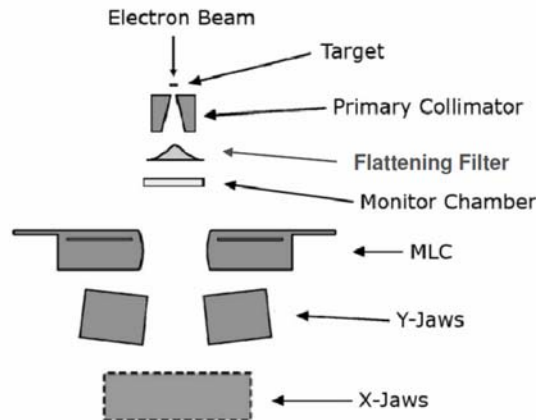 Electron Beam
Target
Primary Collimator
Flattening Filter
Monitor Chamber
MLC
Y-Jaws
X-Jaws